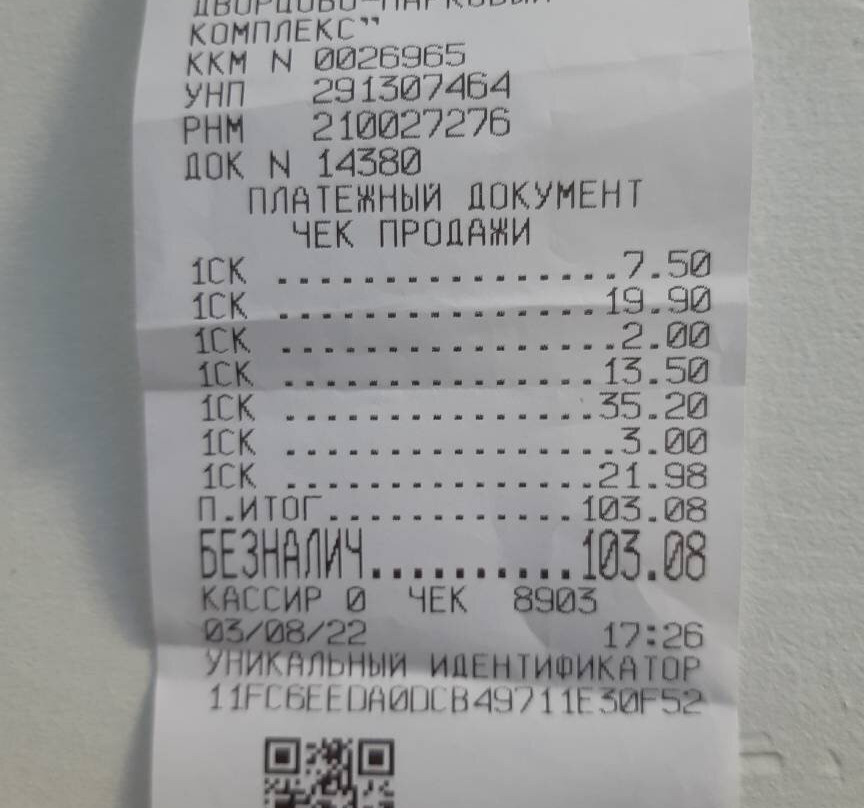 ДВОРЦОВО-ПАРКОВЫЙ
КОМПЛЕКС"
ККМ N 0026965
УНП 291307464
РНМ 210027276
ДОК N 14380
ПЛАТЕЖНЫЙ ДОКУМЕНТ
ЧЕК ПРОДАЖИ
1СК ................7.50
1СК ...............19.90
1СК ................2.00
1СК ...............13.50
1СК ...............35.20
1СК ................3.00
1СК ...............21.98
П.ИТОГ............103.08
БЕЗНАЛИЧ..........103.08
КАССИР 0 ЧЕК 8903
03/08/22 17:26
УНИКАЛЬНЫЙ ИДЕНТИФИКАТОР
11FC6EEDA0DCB49711E30F52